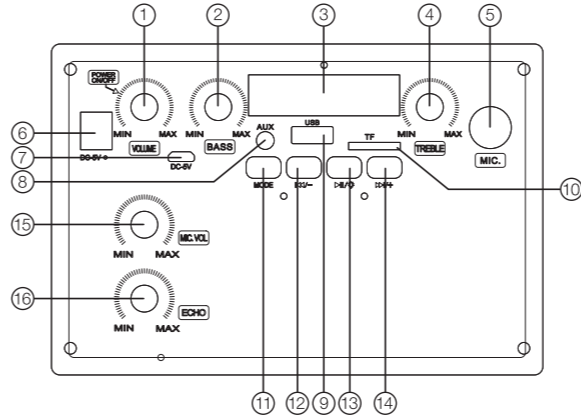 1 2 3 4 5
POWER ON/OFF
MIN MAX
VOLUME
MIN MAX
BASS
MIN MAX
TREBLE
MIC.
6
DC-5V
7
DC-5V
8
AUX
USB
TF
10
MODE
▷▷I/+
15
MIN MAX
MIC. VOL
16
MIN MAX
ECHO
11 12 9 13 14